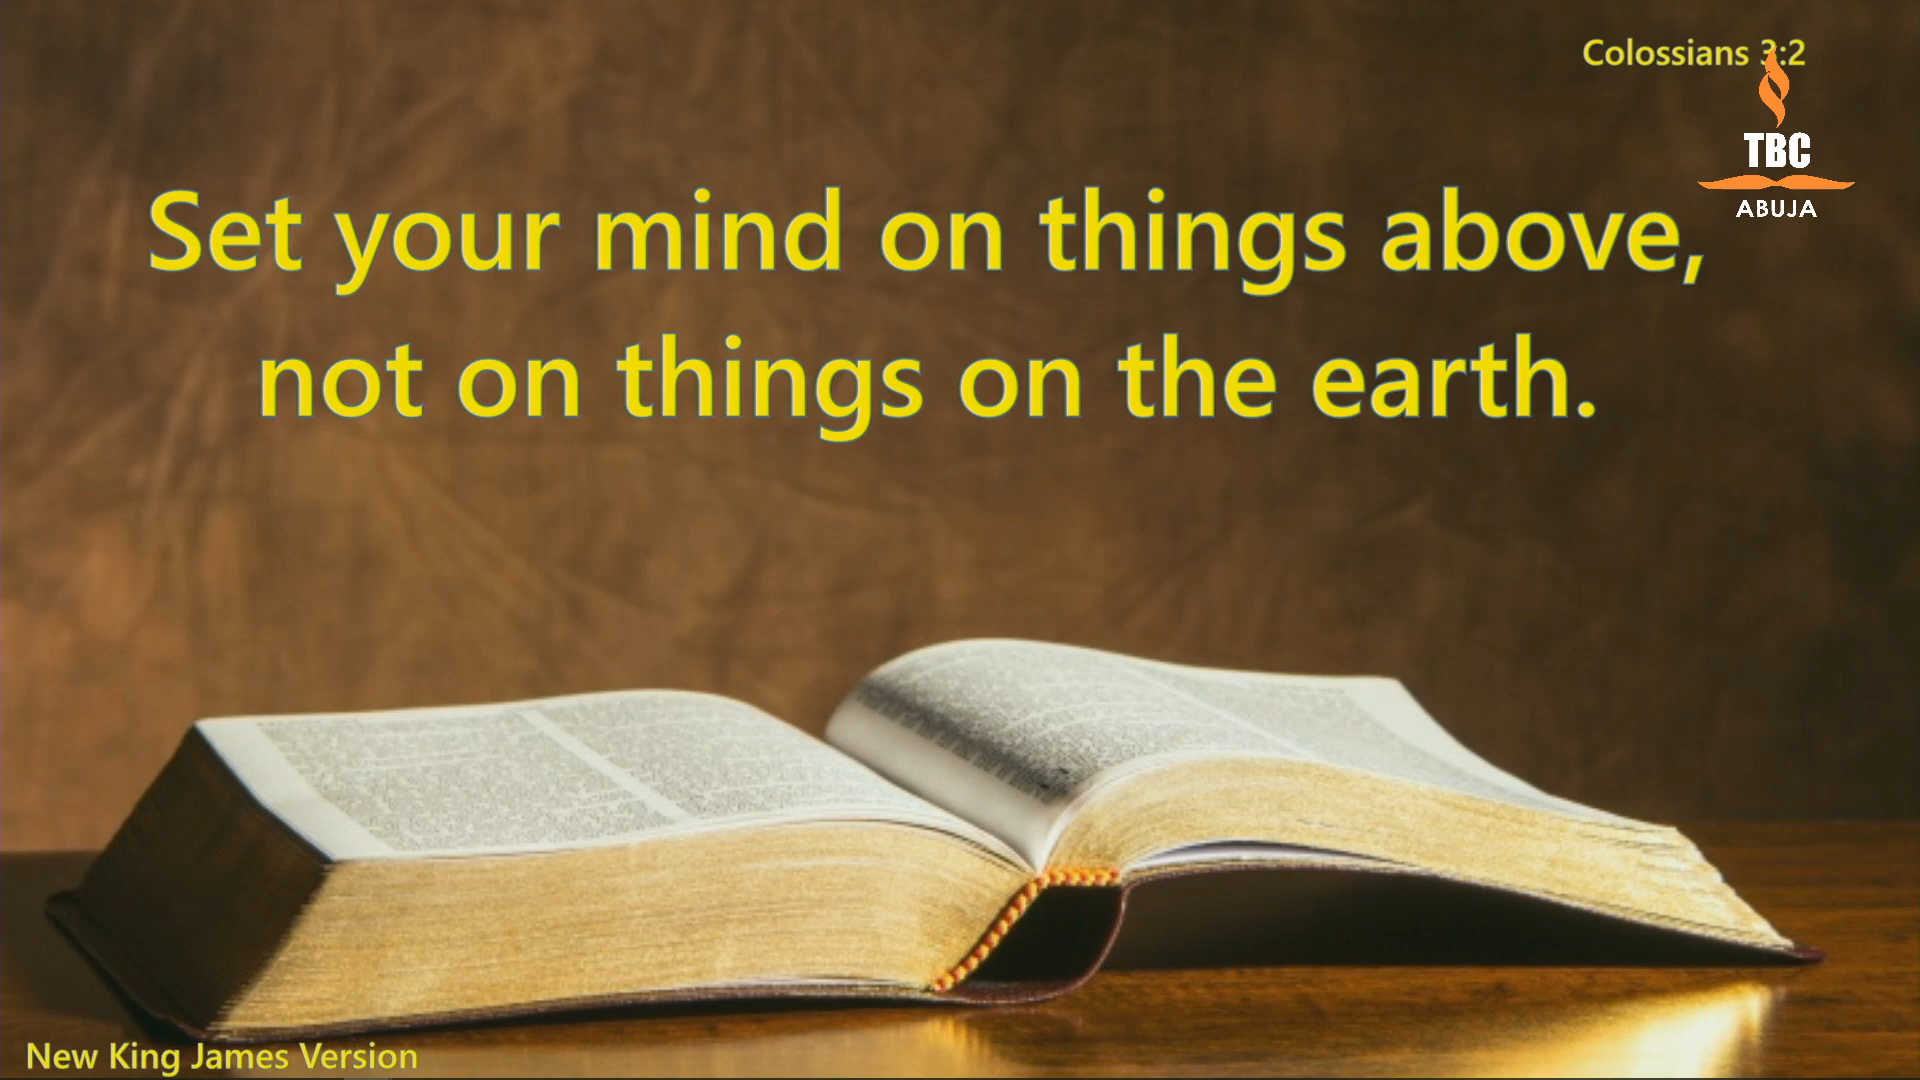 Colossians 3:2
TBC
ABUJA
Set your mind on things above,
not on things on the earth.
New King James Version